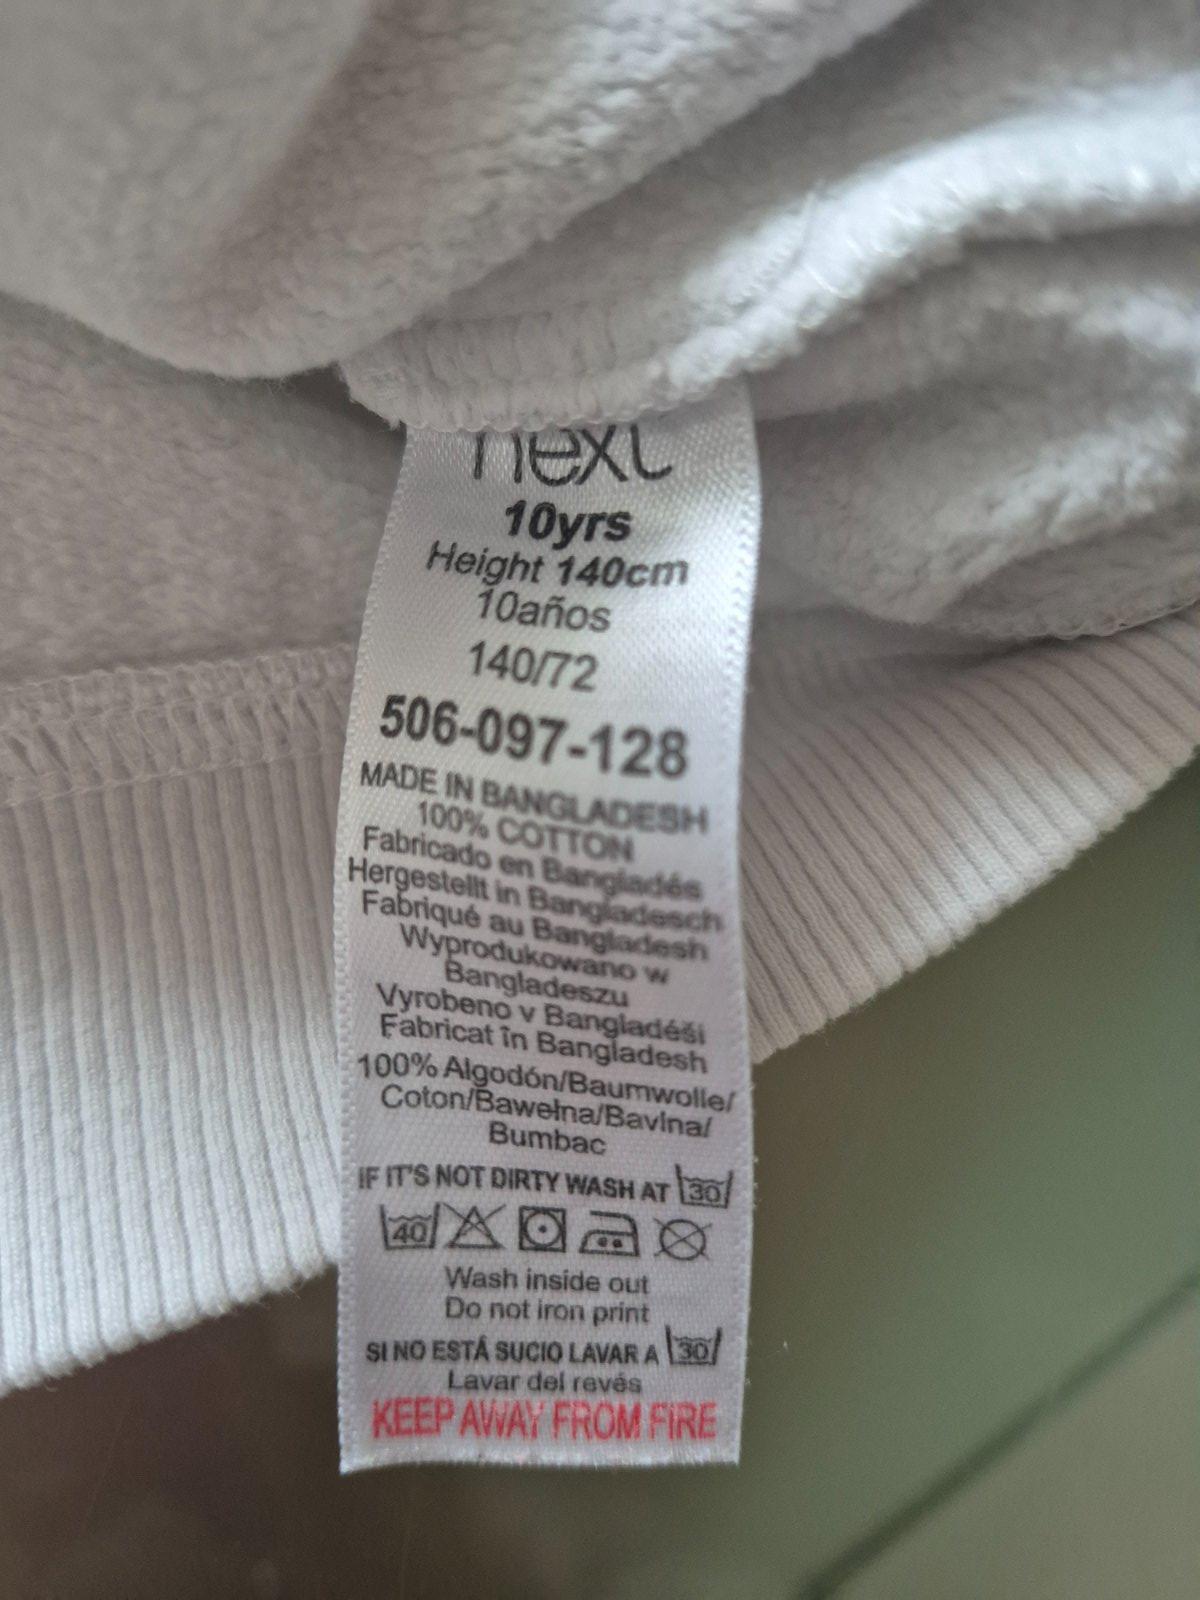 next
10yrs
Height 140cm
10años
140/72
506-097-128
MADE IN BANGLADESH
100% COTTON
Fabricado en Bangladés
Hergestellt in Bangladesch
Fabriqué au Bangladesh
Wyprodukowano w
Bangladeszu
Vyrobeno v Bangladéši
Fabricat în Bangladesh
100% Algodón/Baumwolle/
Coton/Bawełna/Bavlna/
Bumbac
IF IT'S NOT DIRTY WASH AT 30
40
Wash inside out
Do not iron print
SI NO ESTÁ SUCIO LAVAR A 30
Lavar del revés
KEEP AWAY FROM FIRE